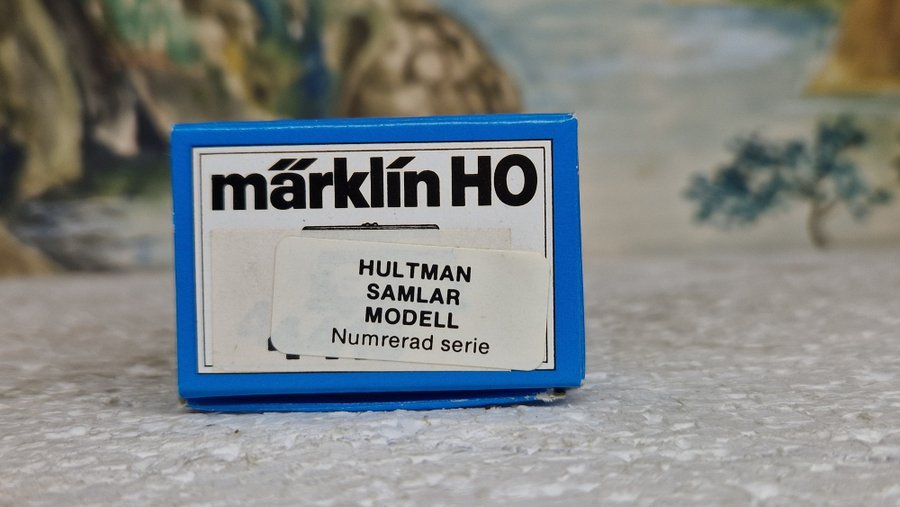 märklin HO
HULTMAN
SAMLAR
MODELL
Numrerad serie